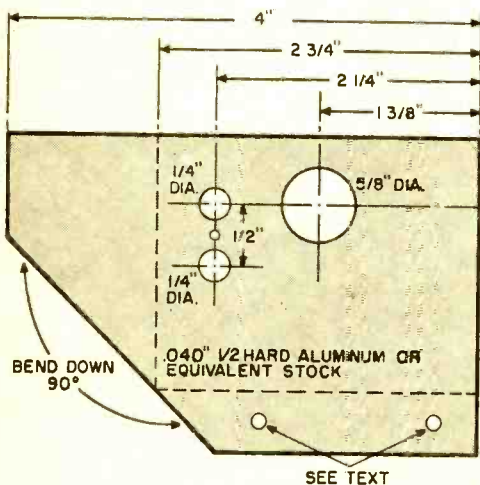 4"
2 3/4"
2 1/4"
1 3/8"
1/4"
DIA.
5/8" DIA.
1/2"
1/4"
DIA.
.040" 1/2 HARD ALUMINUM OR
EQUIVALENT STOCK
BEND DOWN
90°
SEE TEXT